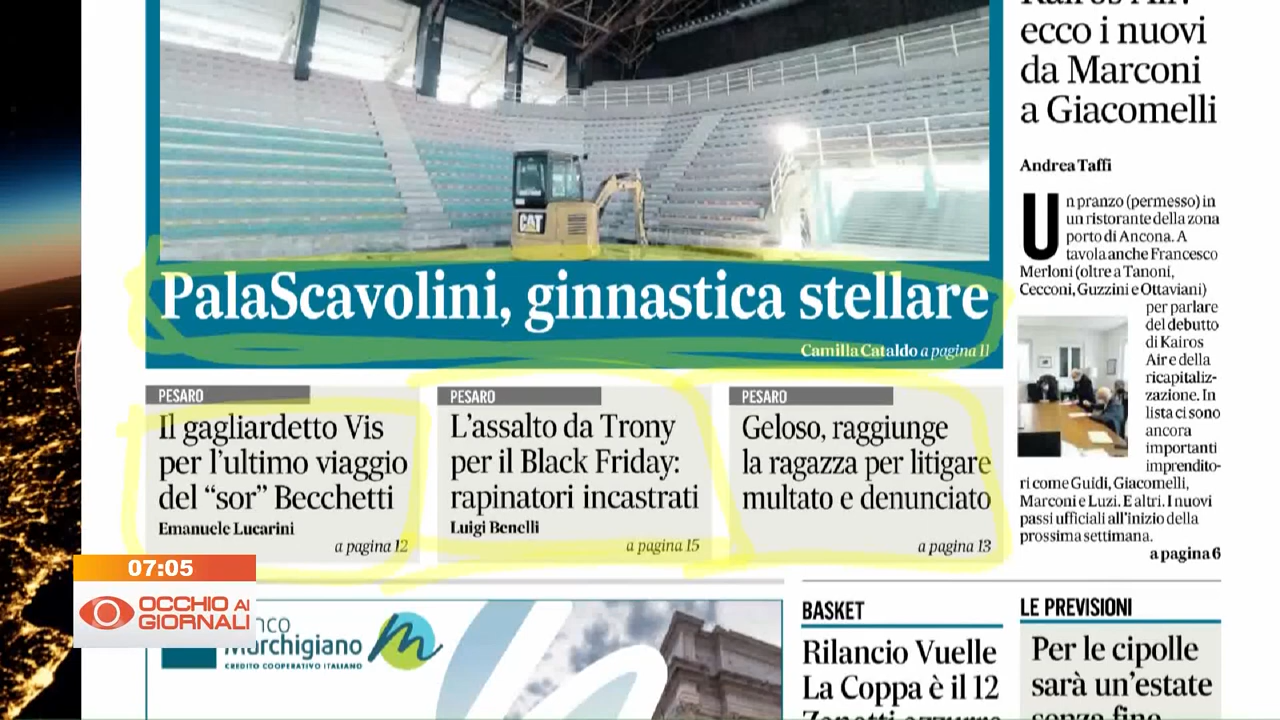 ecco i nuovi
da Marconi
a Giacomelli
Andrea Taffi
Un pranzo (permesso) in
un ristorante della zona
porto di Ancona. A
tavola anche Francesco
Merloni (oltre a Tanoni,
Cecconi, Guzzini e Ottaviani)
per parlare
del debutto
di Kairos
Air e della
ricapitaliz-
zazione. In
lista ci sono
ancora
importanti
imprendito-
ri come Guidi, Giacomelli,
Marconi e Luzi. E altri. I nuovi
passi ufficiali all'inizio della
prossima settimana.
a pagina 6
CAT
PalaScavolini, ginnastica stellare
Camilla Cataldo a pagina 11
PESARO
Il gagliardetto Vis
per l'ultimo viaggio
del “sor” Becchetti
Emanuele Lucarini
a pagina 12
PESARO
L'assalto da Trony
per il Black Friday:
rapinatori incastrati
Luigi Benelli
a pagina 15
PESARO
Geloso, raggiunge
la ragazza per litigare
multato e denunciato
a pagina 13
07:05
OCCHIO AI
GIORNALI
nco
Marchigiano
CREDITO COOPERATIVO ITALIANO
BASKET
Rilancio Vuelle
La Coppa è il 12
LE PREVISIONI
Per le cipolle
sarà un'estate
senza fine